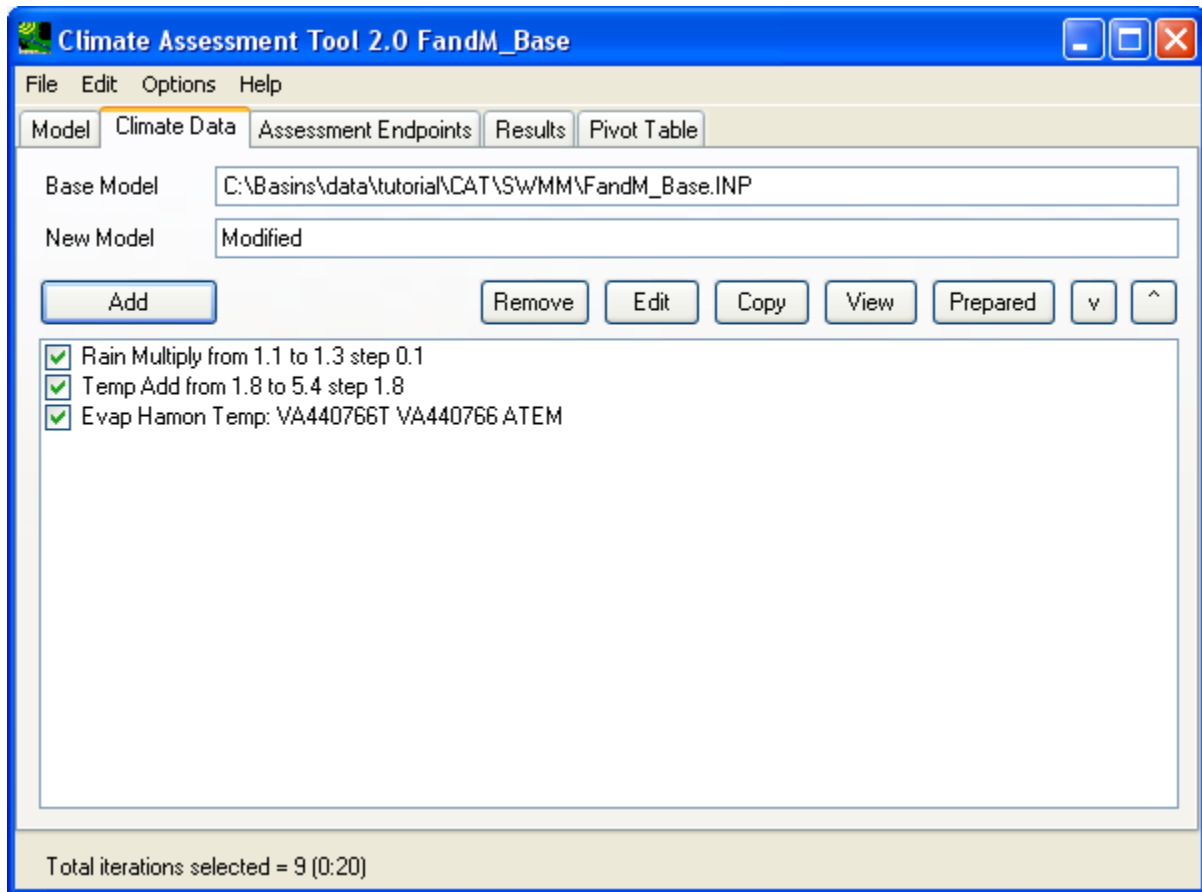 Climate Assessment Tool 2.0 FandM_Base
File Edit Options Help
Model Climate Data Assessment Endpoints Results Pivot Table
Base Model C:\Basins\data\tutorial\CAT\SWMM\FandM_Base.INP
New Model Modified
Add Remove Edit Copy View Prepared v ^
Rain Multiply from 1.1 to 1.3 step 0.1
Temp Add from 1.8 to 5.4 step 1.8
Evap Hamon Temp: VA440766T VA440766 ATEM
Total iterations selected = 9 (0:20)